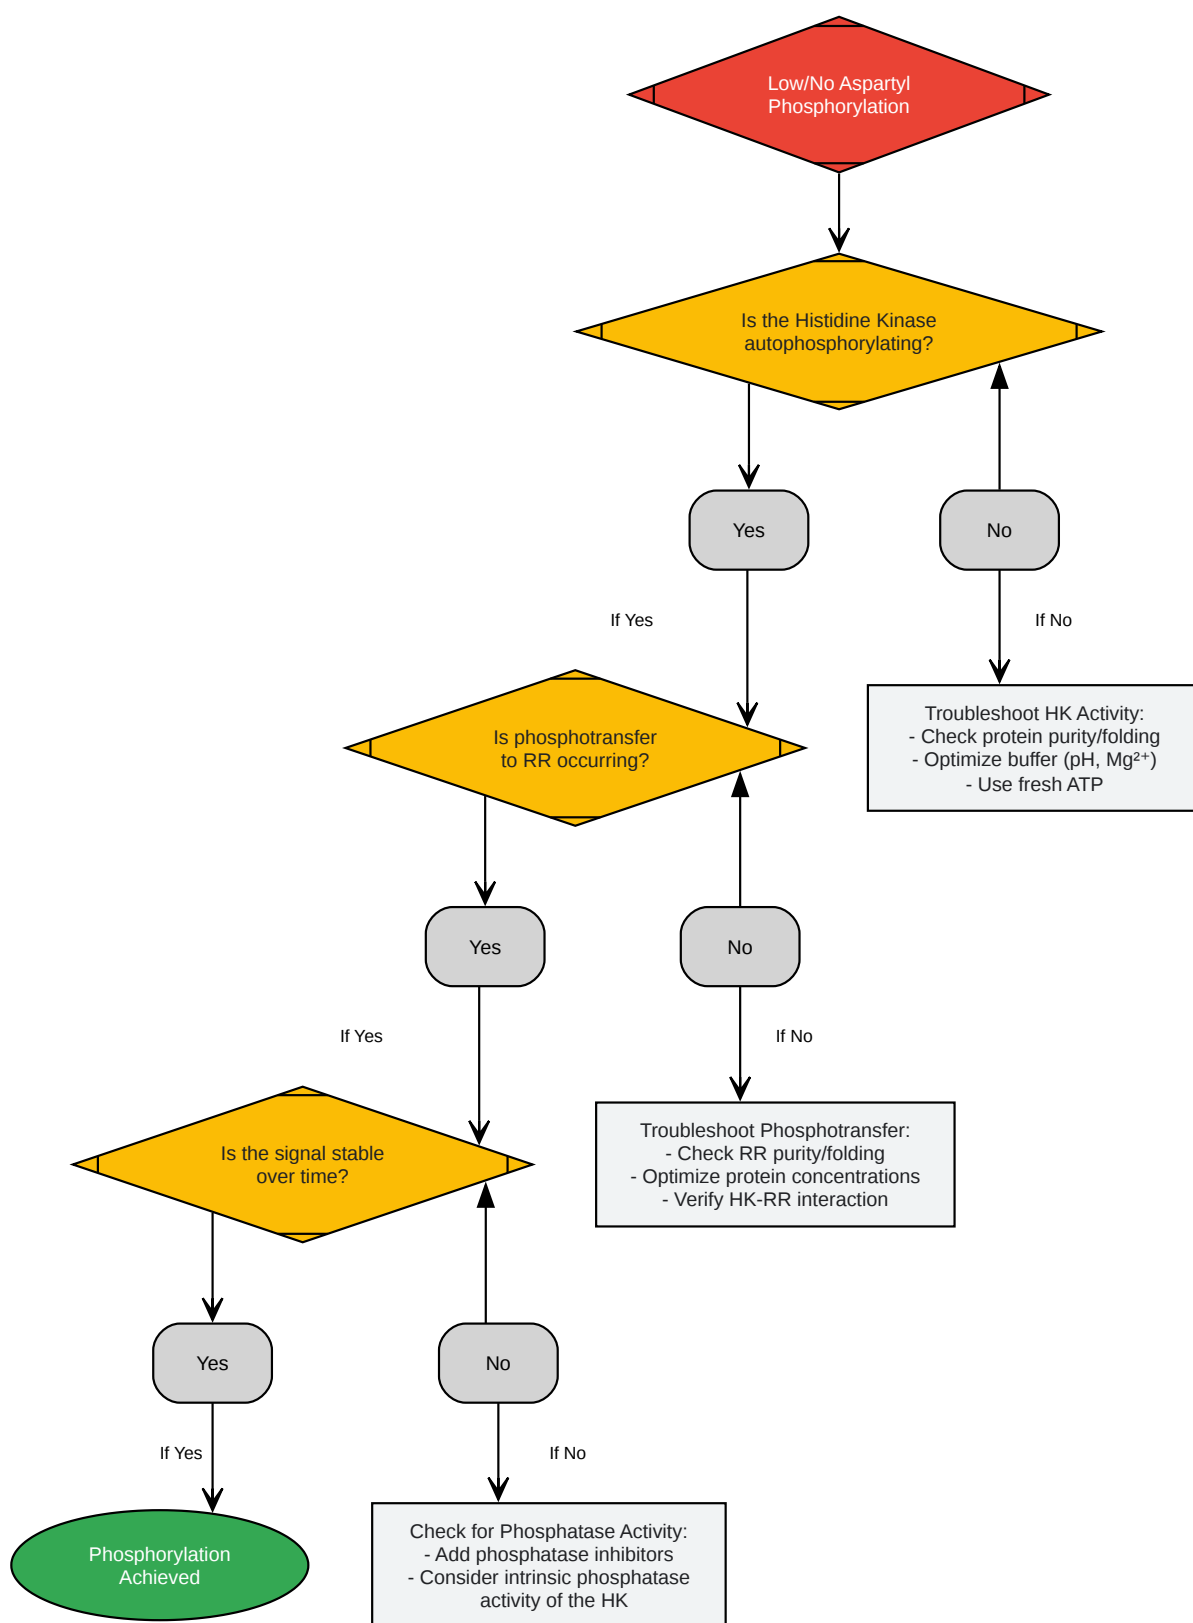 Low/No Aspartyl
Phosphorylation
Is the Histidine Kinase
autophosphorylating?
Yes
No
If Yes
If No
Is phosphotransfer
to RR occurring?
Troubleshoot HK Activity:
- Check protein purity/folding
- Optimize buffer (pH, Mg²⁺)
- Use fresh ATP
Yes
No
If Yes
If No
Is the signal stable
over time?
Troubleshoot Phosphotransfer:
- Check RR purity/folding
- Optimize protein concentrations
- Verify HK-RR interaction
Yes
No
If Yes
If No
Phosphorylation
Achieved
Check for Phosphatase Activity:
- Add phosphatase inhibitors
- Consider intrinsic phosphatase
activity of the HK